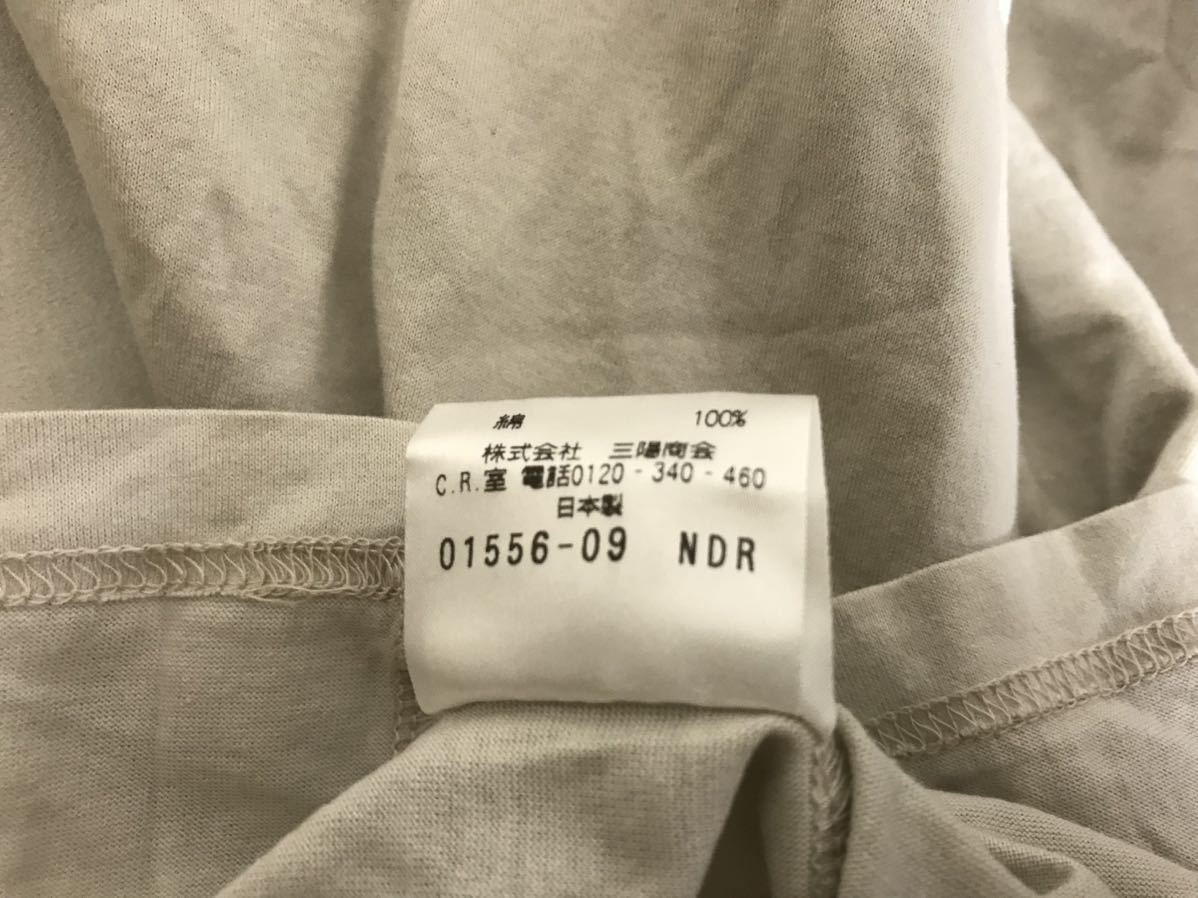 綿 100%
株式会社 三陽商会
C.R.室 電話0120-340-460
日本製
01556-09 NDR